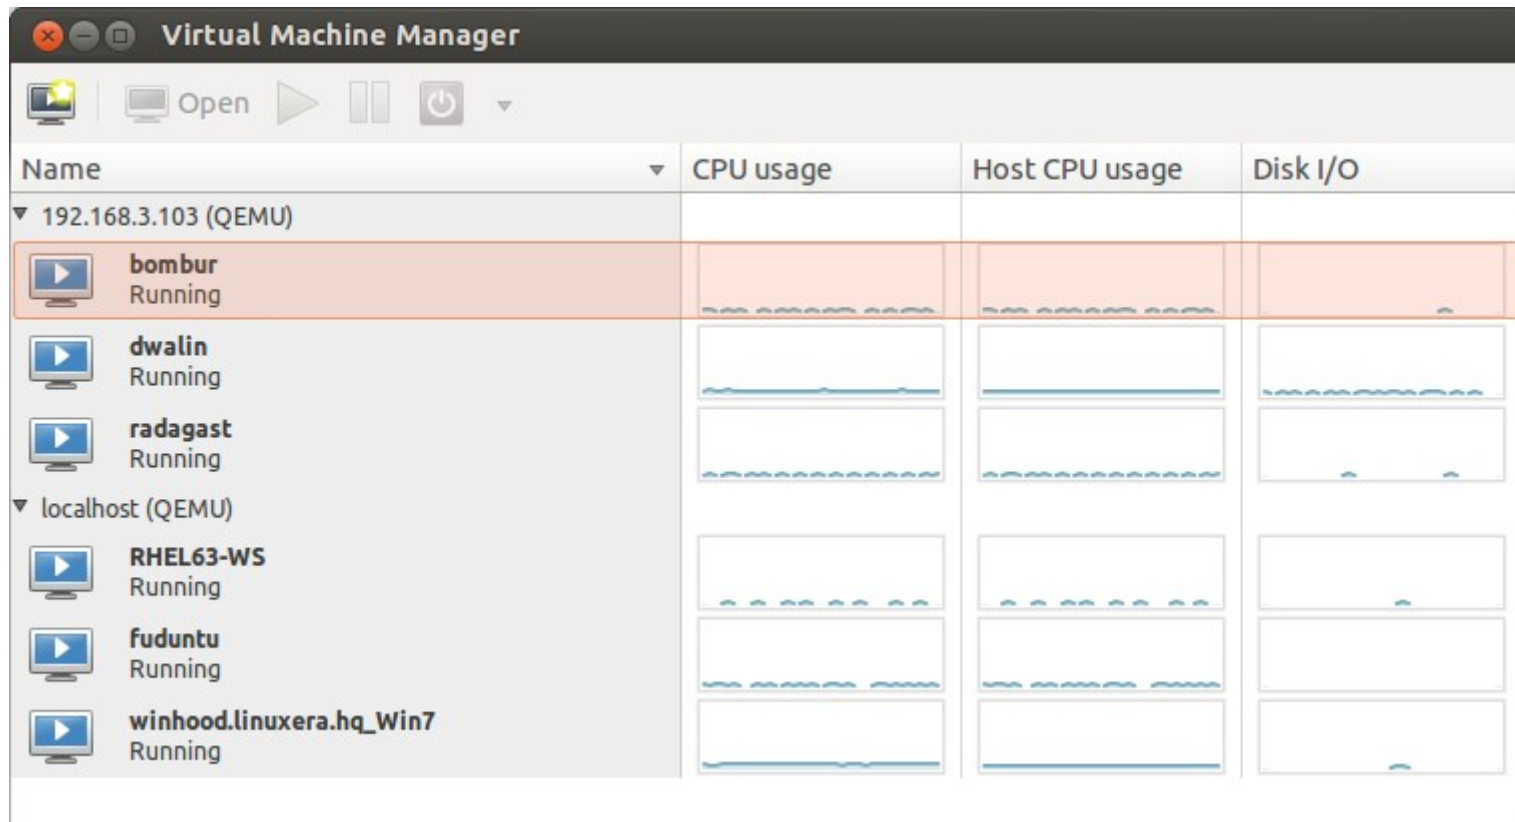 Virtual Machine Manager
Open
Name CPU usage Host CPU usage Disk I/O
192.168.3.103 (QEMU)
bombur
Running
dwalin
Running
radagast
Running
localhost (QEMU)
RHEL63-WS
Running
fuduntu
Running
winhood.linuxera.hq_Win7
Running